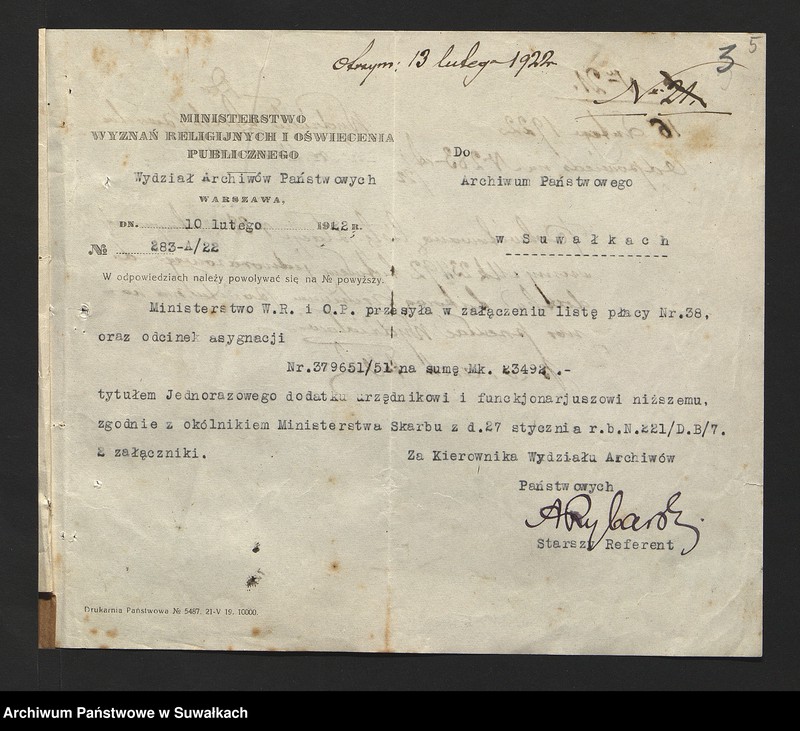 Otrzym: 13 lutego 1922 r.
3
5
№ 21.
MINISTERSTWO
WYZNAŃ RELIGIJNYCH I OŚWIECENIA
PUBLICZNEGO
Wydział Archiwów Państwowych
WARSZAWA,
DN. 10 lutego 1922 R.
№ 283-A/22
W odpowiedziach należy powoływać się na № powyższy.
Do
Archiwum Państwowego
w Suwałkach
Ministerstwo W.R. i O.P. przesyła w załączeniu listę płacy Nr.38,
oraz odcinek asygnacji
Nr.379651/51 na sumę Mk. 23492.-
tytułem Jednorazowego dodatku urzędnikowi i funckjonarjuszowi niższemu,
zgodnie z okólnikiem Ministerstwa Skarbu z d.27 stycznia r.b.N.221/D.B/7.
2 załączniki.
Za Kierownika Wydziału Archiwów
Państwowych
ARybarski
Starszy Referent
Drukarnia Państwowa № 5487. 21-V 19. 10000.
Archiwum Państwowe w Suwałkach